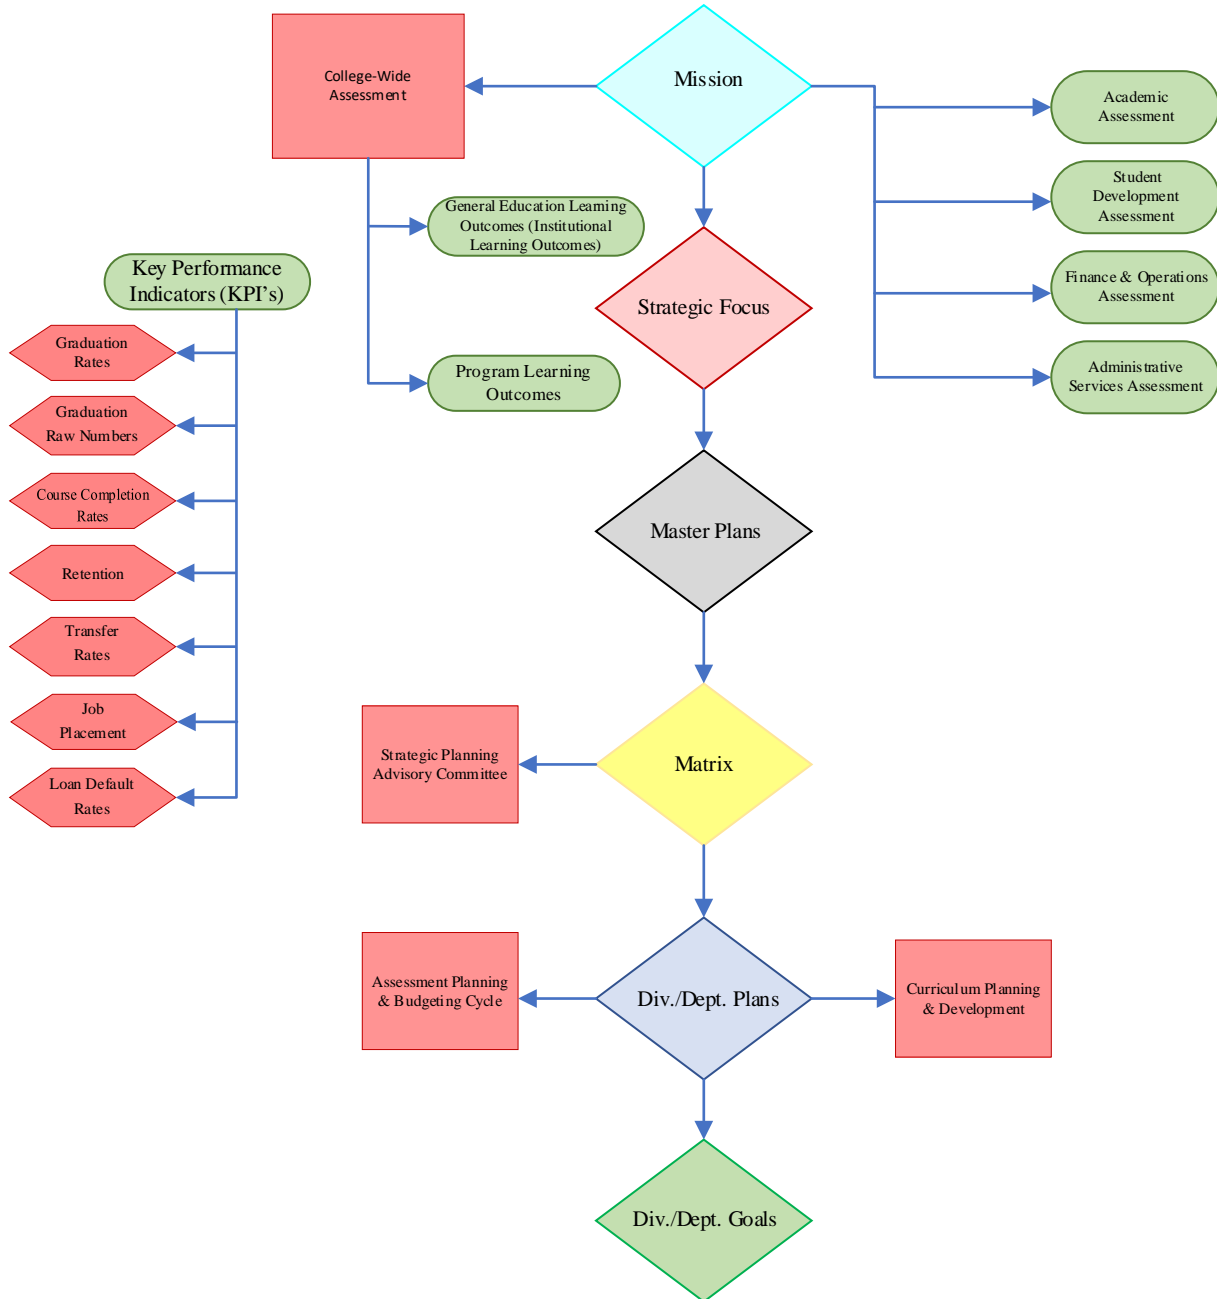 College-Wide
Assessment
Mission
Academic
Assessment
Student
Development
Assessment
General Education Learning
Outcomes (Institutional
Learning Outcomes)
Key Performance
Indicators (KPI's)
Finance & Operations
Assessment
Strategic Focus
Graduation
Rates
Program Learning
Outcomes
Administrative
Services Assessment
Graduation
Raw Numbers
Course Completion
Rates
Master Plans
Retention
Transfer
Rates
Job
Placement
Strategic Planning
Advisory Committee
Matrix
Loan Default
Rates
Assessment Planning
& Budgeting Cycle
Div./Dept. Plans
Curriculum Planning
& Development
Div./Dept. Goals